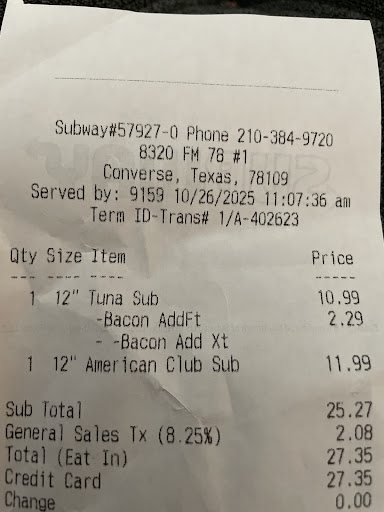 Subway#57927-0 Phone 210-384-9720
8320 FM 78 #1
Converse, Texas, 78109
Served by: 9159 10/26/2025 11:07:36 am
Term ID-Trans# 1/A-402623
Qty Size Item Price
--- ---- ---- -----
1 12" Tuna Sub 10.99
-Bacon AddFt 2.29
- -Bacon Add Xt
1 12" American Club Sub 11.99
Sub Total 25.27
General Sales Tx (8.25%) 2.08
Total (Eat In) 27.35
Credit Card 27.35
Change 0.00